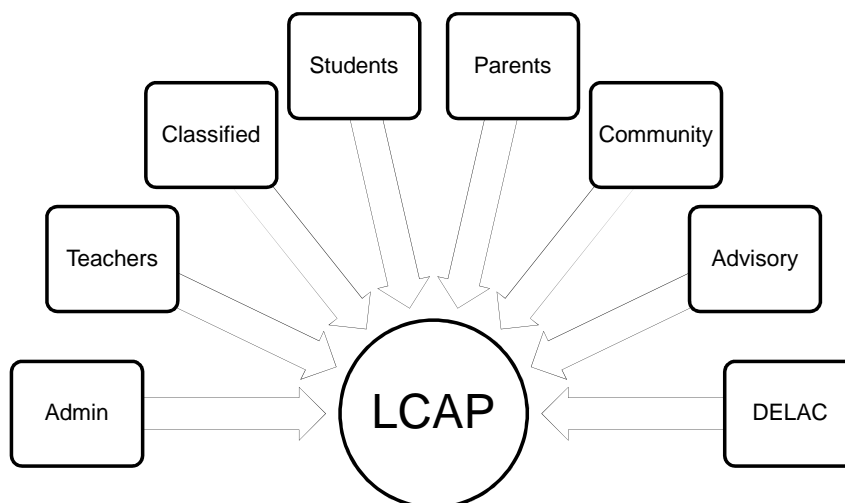 Students
Parents
Classified
Community
Teachers
Advisory
Admin
LCAP
DELAC